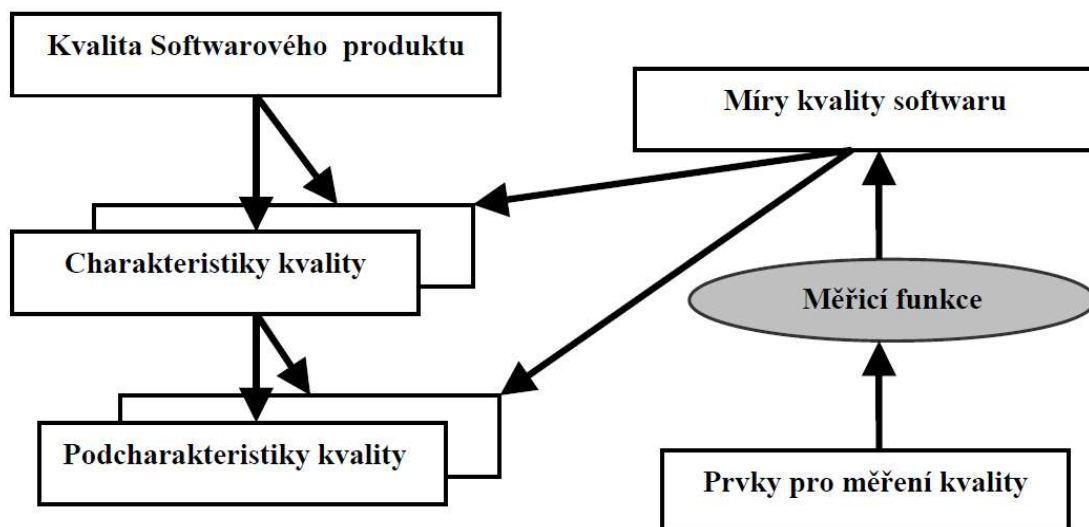 Kvalita Softwarového produktu
Míry kvality softwaru
Charakteristiky kvality
Měřicí funkce
Podcharakteristiky kvality
Prvky pro měření kvality